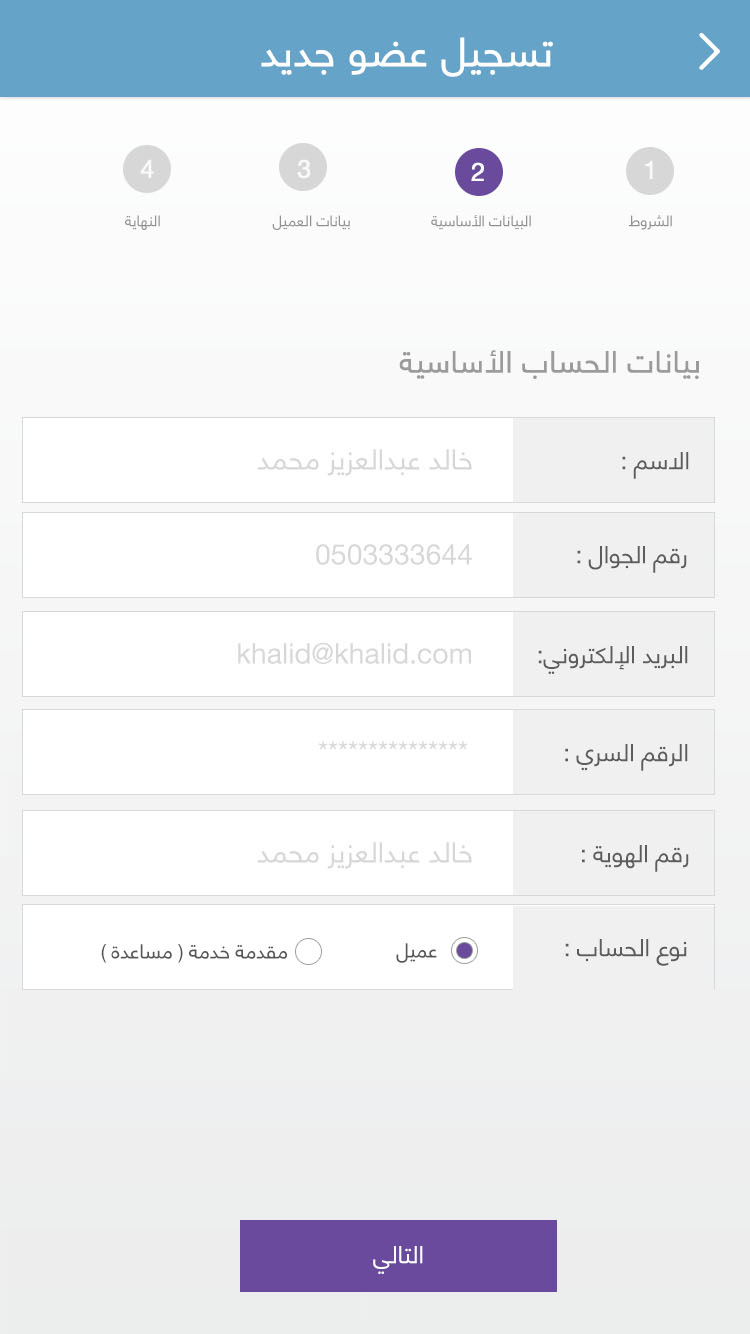 تسجيل عضو جديد
1 2 3 4
الشروط البيانات الأساسية بيانات العميل النهاية
بيانات الحساب الأساسية
الاسم : خالد عبدالعزيز محمد
رقم الجوال : 0503333644
البريد الإلكتروني: khalid@khalid.com
الرقم السري : ***************
رقم الهوية : خالد عبدالعزيز محمد
نوع الحساب : عميل مقدمة خدمة ( مساعدة )
التالي